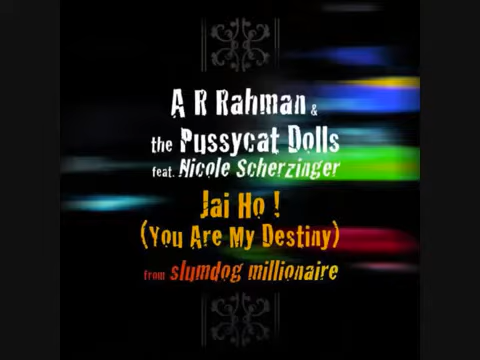 A R Rahman &
the Pussycat Dolls
feat. Nicole Scherzinger
Jai Ho !
(You Are My Destiny)
from slumdog millionaire